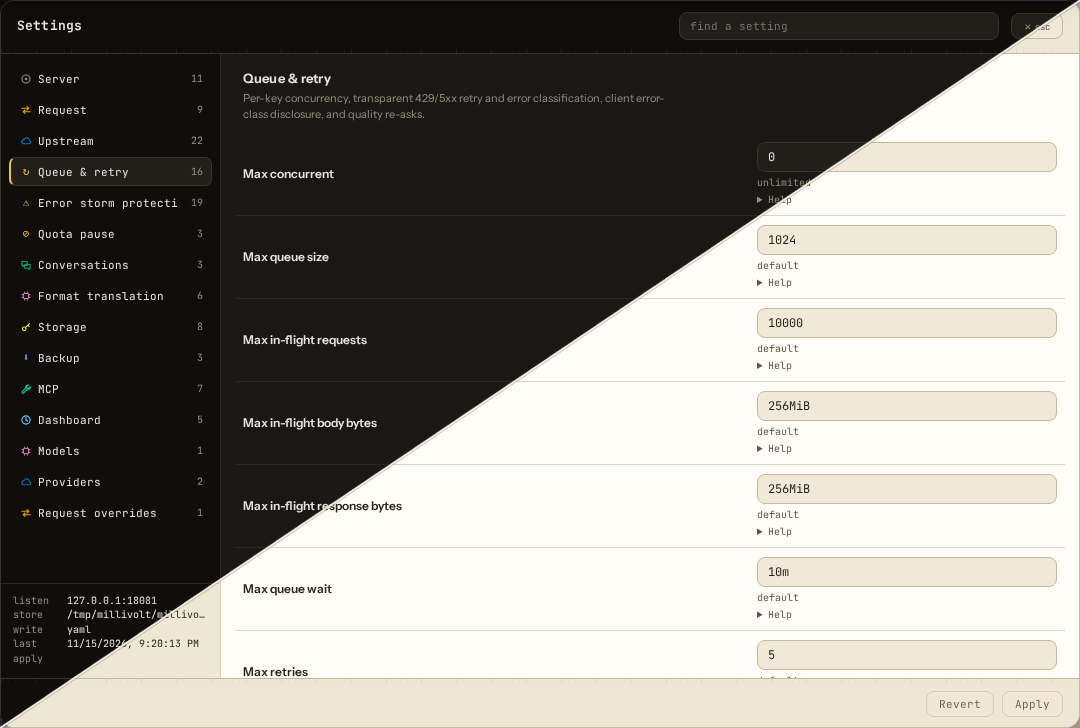 Settings
find a setting
× esc
Server 11
Request 9
Upstream 22
Queue & retry 16
Error storm protecti 19
Quota pause 3
Conversations 3
Format translation 6
Storage 8
Backup 3
MCP 7
Dashboard 5
Models 1
Providers 2
Request overrides 1
listen 127.0.0.1:18081
store /tmp/millivolt/millivo…
write yaml
last apply 11/15/2026, 9:20:13 PM
Queue & retry
Per-key concurrency, transparent 429/5xx retry and error classification, client error-
class disclosure, and quality re-asks.
Max concurrent
0
unlimited
▶ Help
Max queue size
1024
default
▶ Help
Max in-flight requests
10000
default
▶ Help
Max in-flight body bytes
256MiB
default
▶ Help
Max in-flight response bytes
256MiB
default
▶ Help
Max queue wait
10m
default
▶ Help
Max retries
5
Revert
Apply